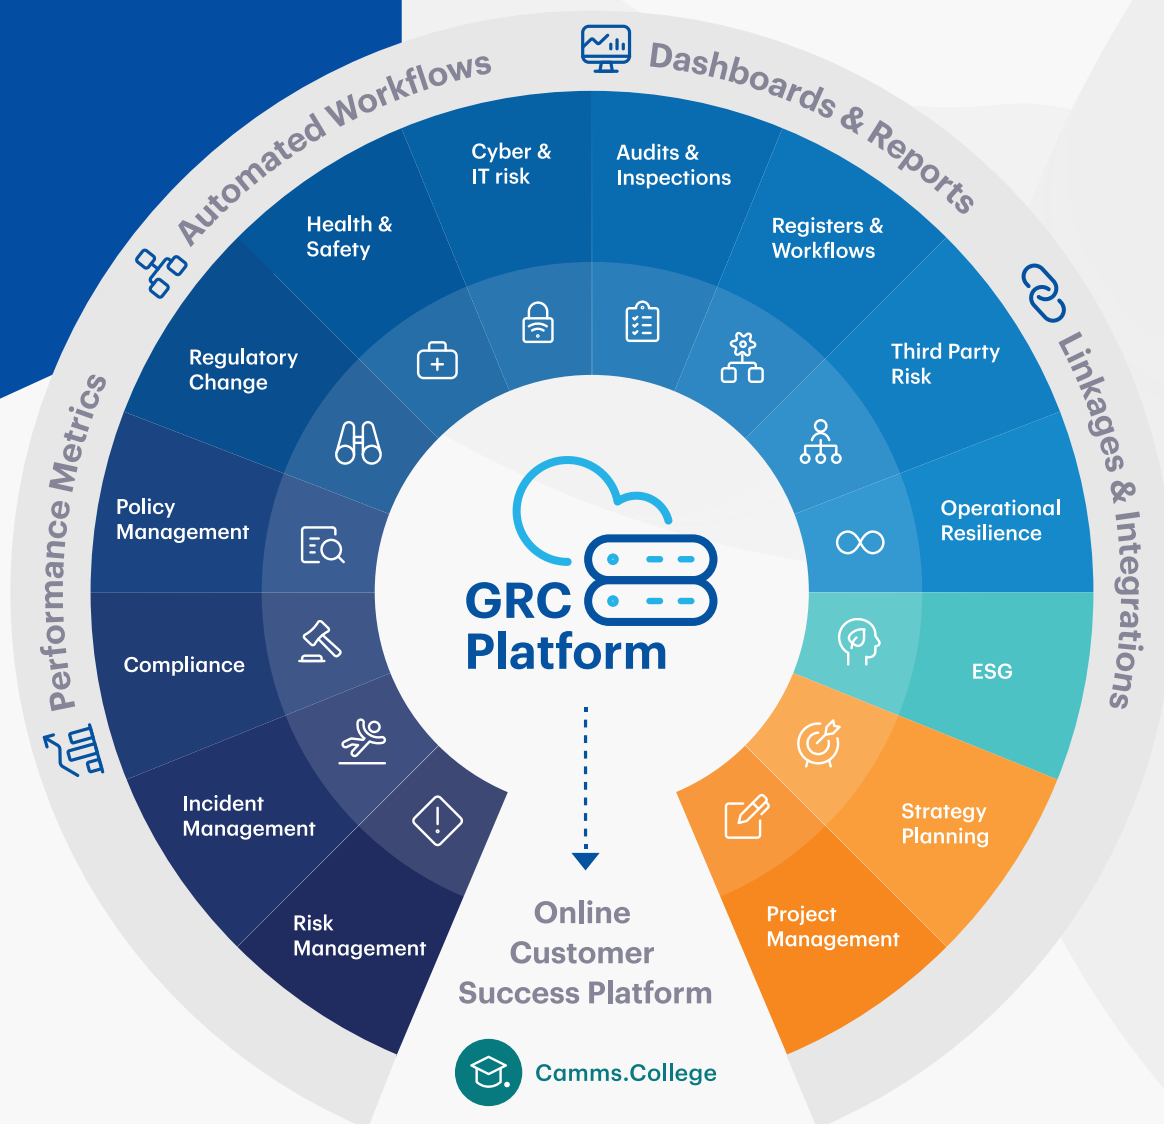 Automated Workflows
Dashboards & Reports
Performance Metrics
Linkages & Integrations
Cyber &
IT risk
Audits &
Inspections
Health &
Safety
Registers &
Workflows
Regulatory
Change
Third Party
Risk
Policy
Management
Operational
Resilience
Compliance
ESG
Incident
Management
Strategy
Planning
Risk
Management
Project
Management
GRC
Platform
Online
Customer
Success Platform
Camms.College